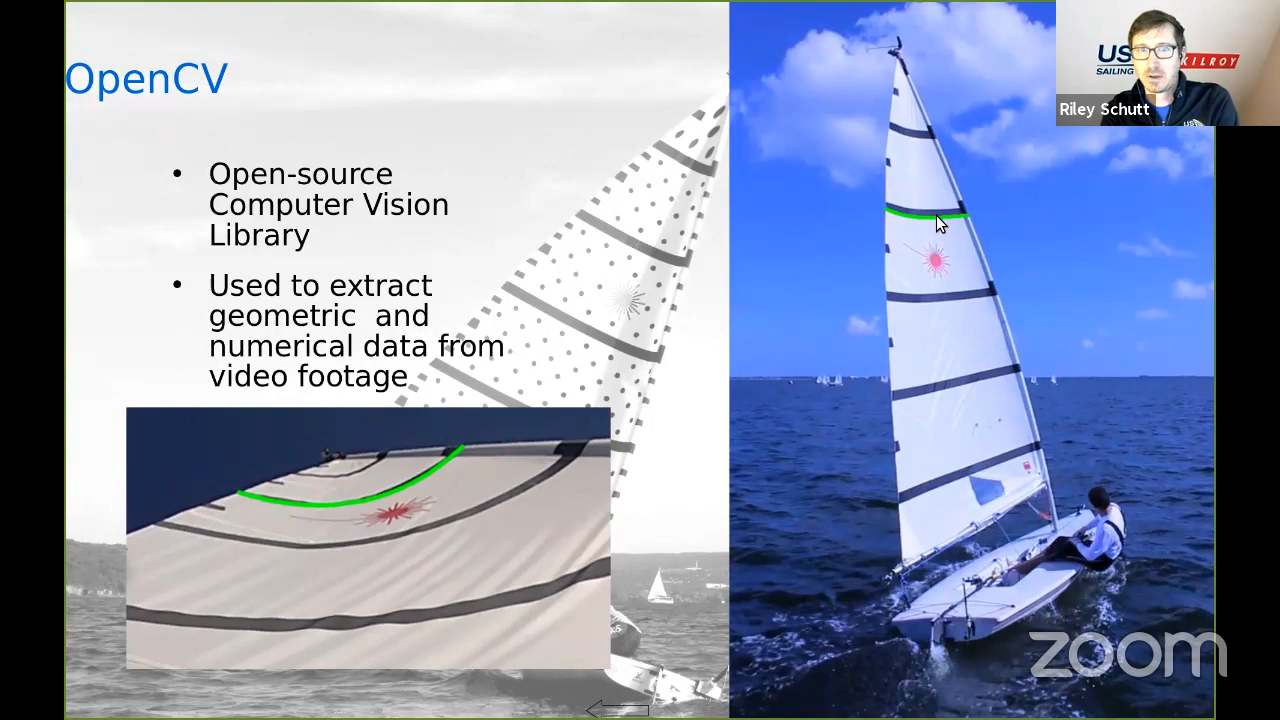 OpenCV
• Open-source
Computer Vision
Library
• Used to extract
geometric and
numerical data from
video footage
US
SAILING
KILROY
Riley Schutt
zoom